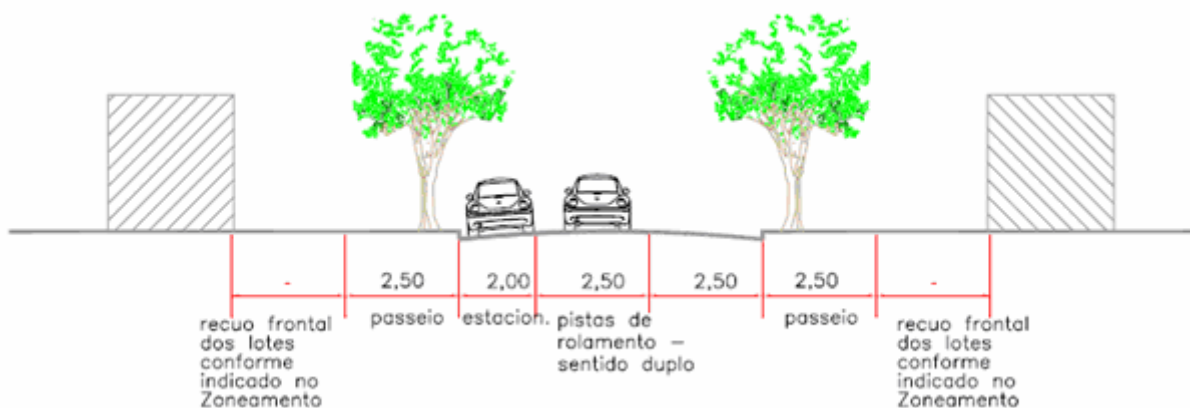 - 2,50 2,00 2,50 2,50 2,50 -
passeio estacion. pistas de rolamento – sentido duplo passeio
recuo frontal
dos lotes
conforme
indicado no
Zoneamento
recuo frontal
dos lotes
conforme
indicado no
Zoneamento